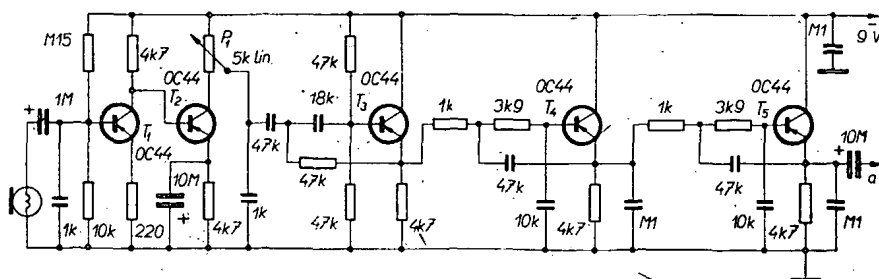 M15
4k7
P₁
5k lin.
47k
M1
9 V
1M
+
T₁
OC44
OC44
T₂
10M
+
1k
10k
220
4k7
1k
47k
18k
47k
T₃
OC44
47k
4k7
1k
3k9
OC44
T₄
47k
10k
4k7
M1
1k
3k9
OC44
T₅
47k
10k
4k7
M1
+
10M
a